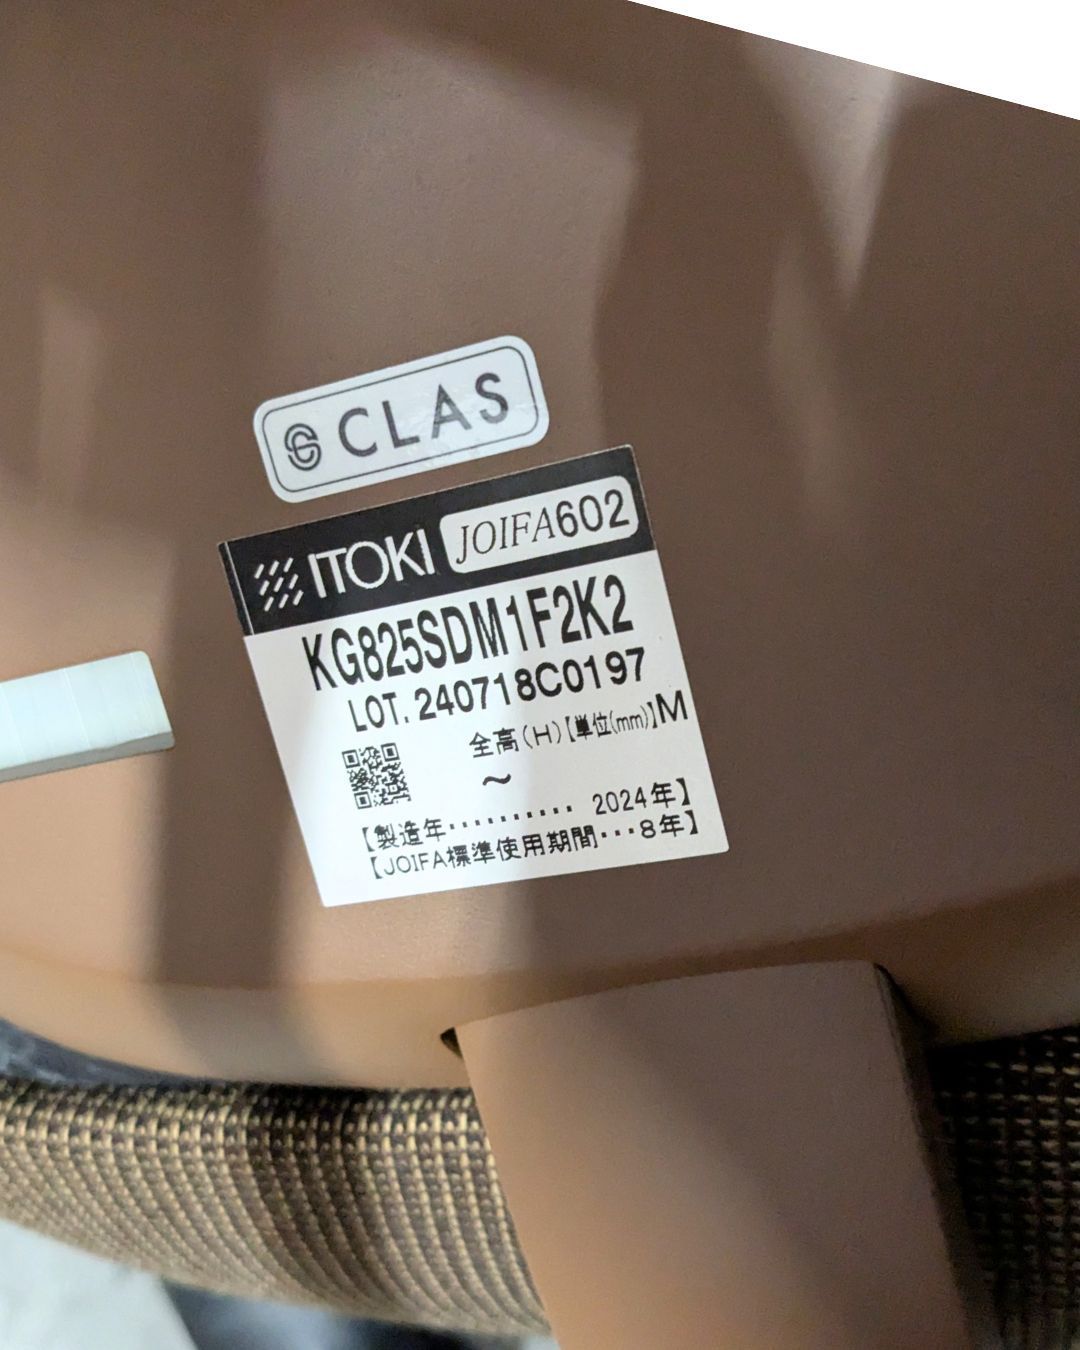 CLAS
ITOKI JOIFA602
KG825SDM1F2K2
LOT. 240718C0197
全高(H)【単位(mm)】M
~
【製造年·········· 2024年】
【JOIFA標準使用期間···8年】